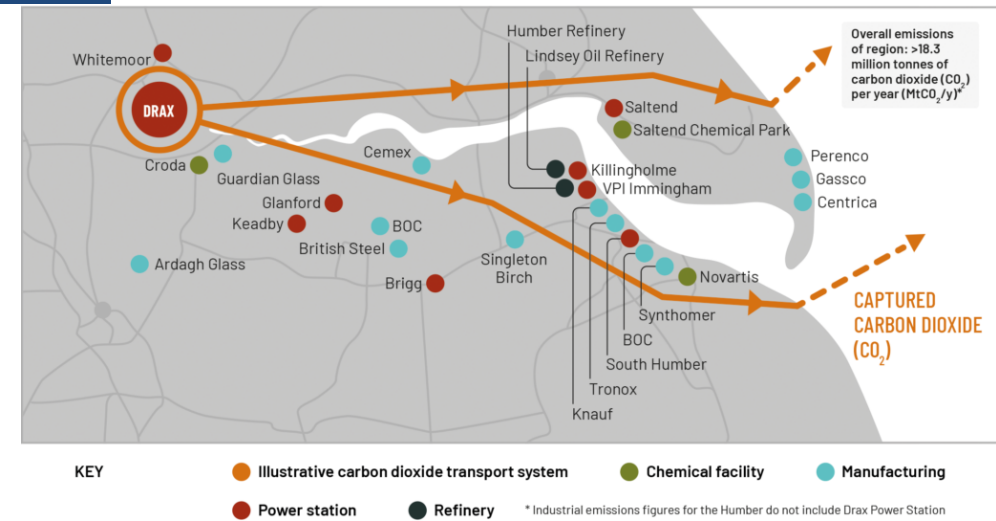 Humber Refinery
Lindsey Oil Refinery
Overall emissions
of region: >18.3
million tonnes of
carbon dioxide (CO₂)
per year (MtCO₂/y)*
Whitemoor
DRAX
Saltend
Saltend Chemical Park
Croda
Guardian Glass
Cemex
Killingholme
VPI Immingham
Perenco
Gassco
Centrica
Glanford
Keadby
BOC
British Steel
Ardagh Glass
Brigg
Singleton
Birch
Novartis
Synthomer
BOC
South Humber
Tronox
Knauf
CAPTURED
CARBON DIOXIDE
(CO₂)
KEY
Illustrative carbon dioxide transport system
Chemical facility
Manufacturing
Power station
Refinery
* Industrial emissions figures for the Humber do not include Drax Power Station